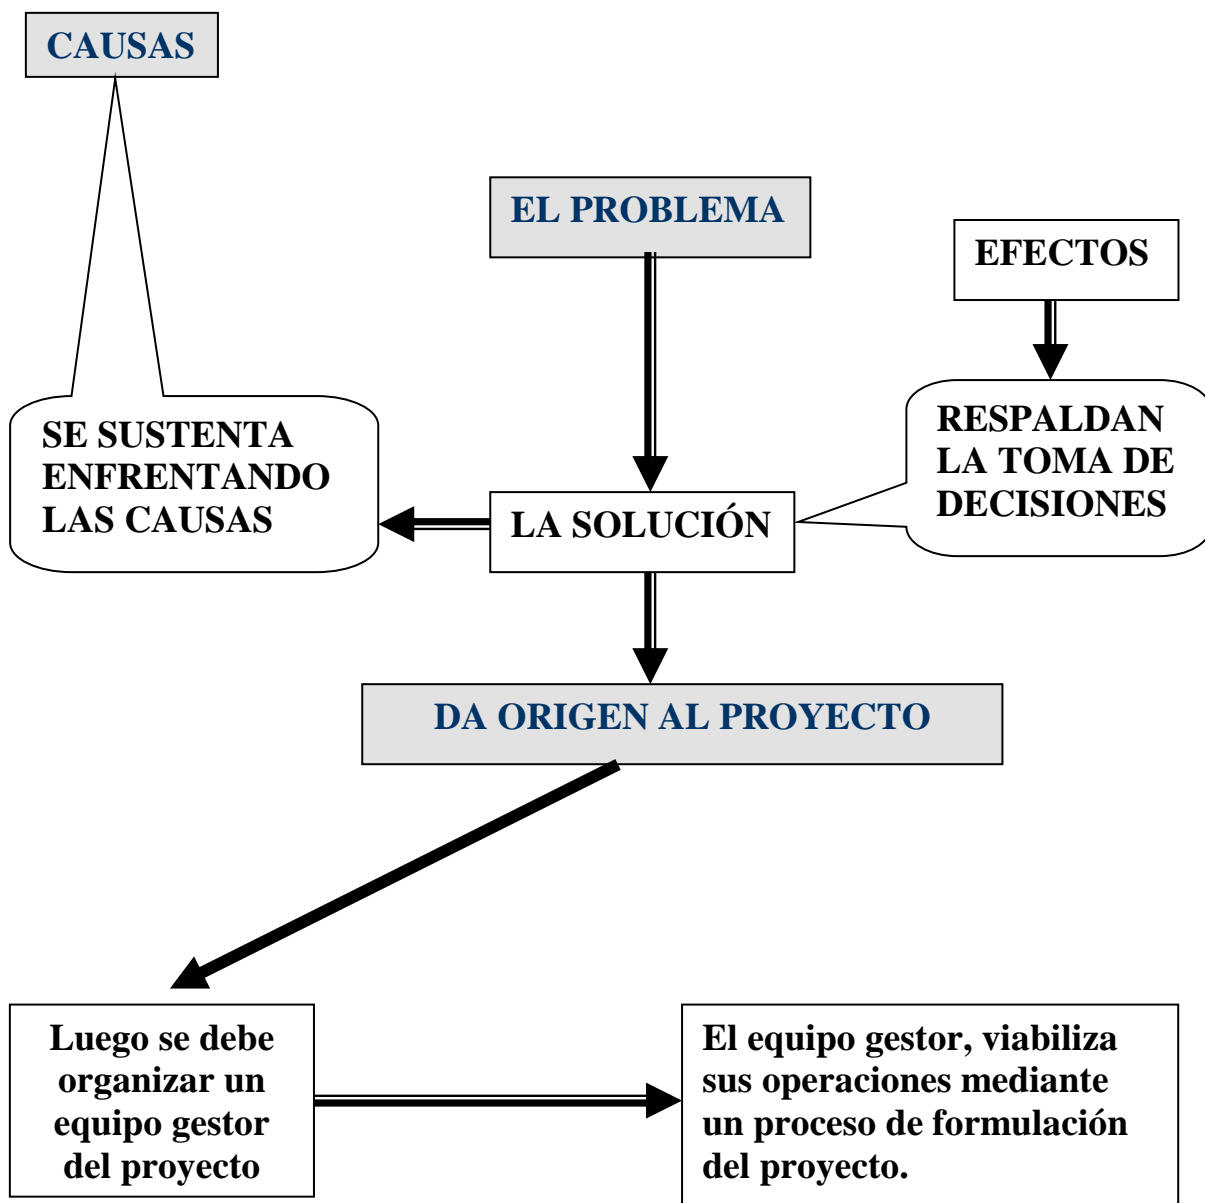 CAUSAS
EL PROBLEMA
EFECTOS
SE SUSTENTA
ENFRENTANDO
LAS CAUSAS
RESPALDAN
LA TOMA DE
DECISIONES
LA SOLUCIÓN
DA ORIGEN AL PROYECTO
Luego se debe
organizar un
equipo gestor
del proyecto
El equipo gestor, viabiliza
sus operaciones mediante
un proceso de formulación
del proyecto.